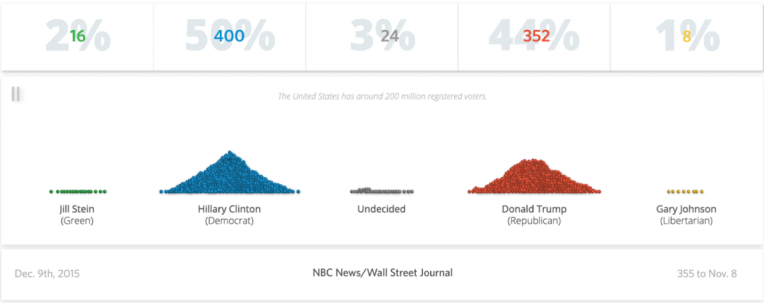 2% 16 50% 400 3% 24 44% 352 1% 8
The United States has around 200 million registered voters.
Jill Stein Hillary Clinton Undecided Donald Trump Gary Johnson
(Green) (Democrat) (Republican) (Libertarian)
Dec. 9th, 2015 NBC News/Wall Street Journal 355 to Nov. 8